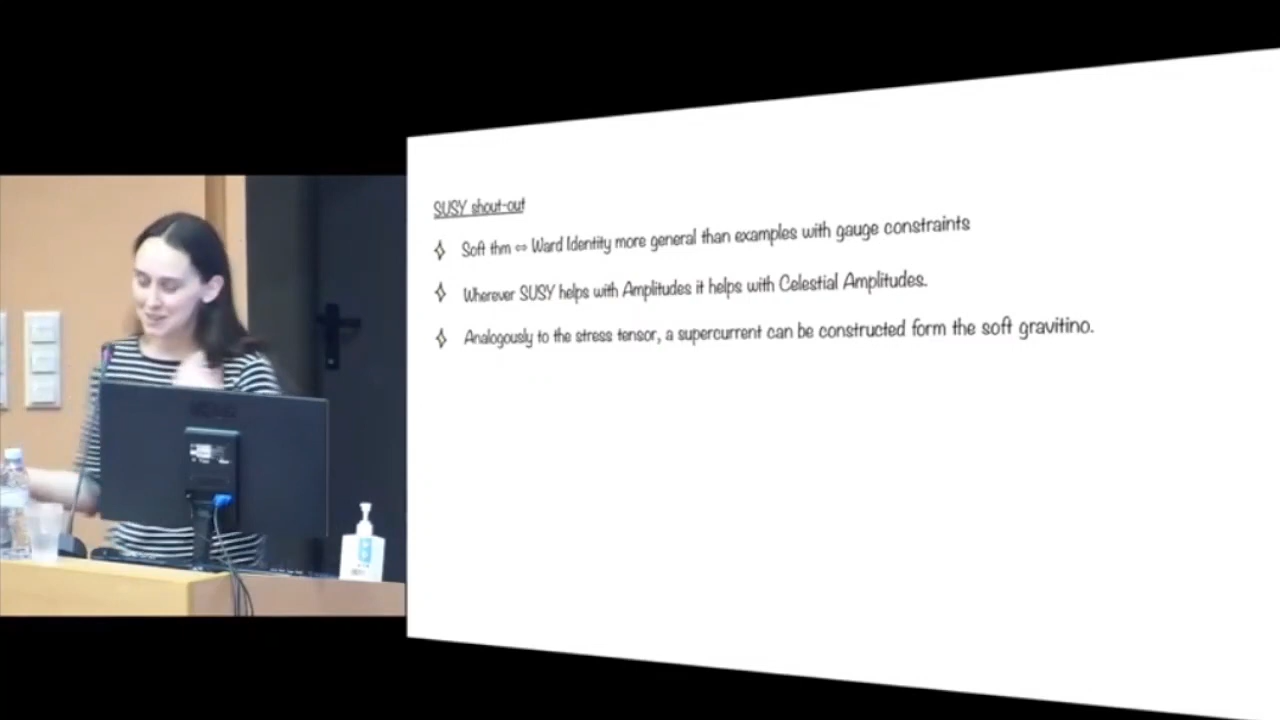 SUSY shout-out
Soft thm ⇔ Ward Identity more general than examples with gauge constraints
Wherever SUSY helps with Amplitudes it helps with Celestial Amplitudes.
Analogously to the stress tensor, a supercurrent can be constructed form the soft gravitino.